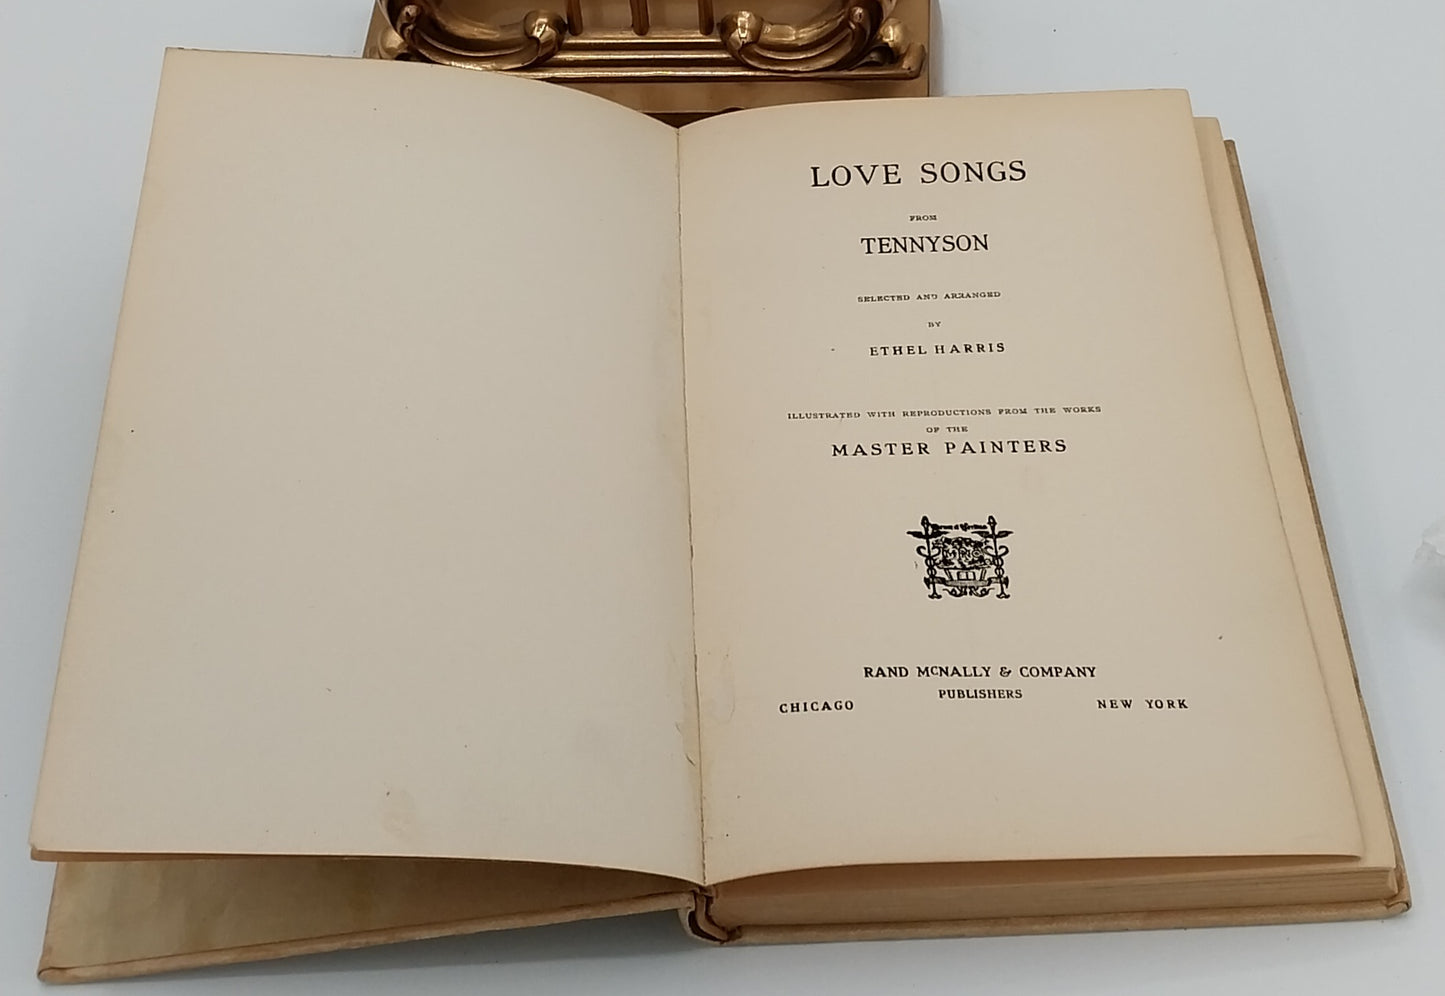 LOVE SONGS
FROM
TENNYSON
SELECTED AND ARRANGED
BY
ETHEL HARRIS
ILLUSTRATED WITH REPRODUCTIONS FROM THE WORKS
OF THE
MASTER PAINTERS
RAND MCNALLY & COMPANY
PUBLISHERS
CHICAGO NEW YORK